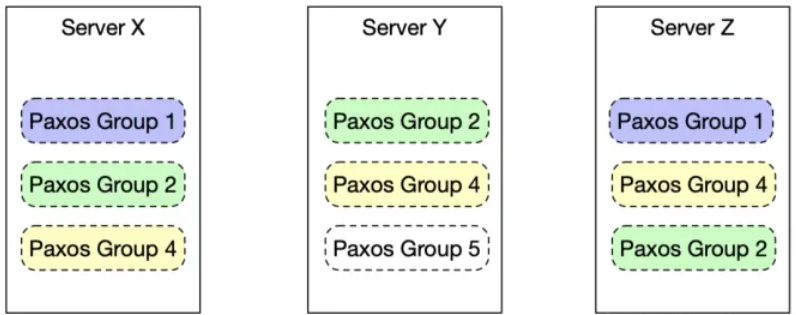 Server X
Paxos Group 1
Paxos Group 2
Paxos Group 4
Server Y
Paxos Group 2
Paxos Group 4
Paxos Group 5
Server Z
Paxos Group 1
Paxos Group 4
Paxos Group 2